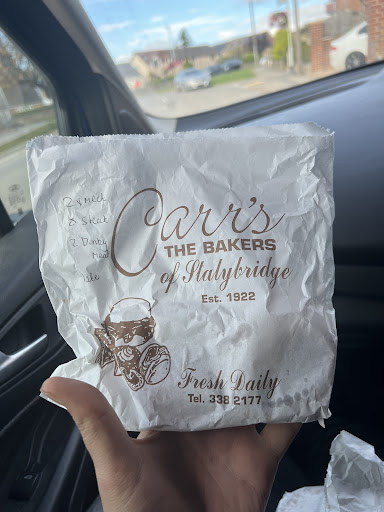 Carr's
THE BAKERS
of Stalybridge
Est. 1922
Fresh Daily
Tel. 338 2177
2 x Med
2 Steak
2 Dinky
Meat